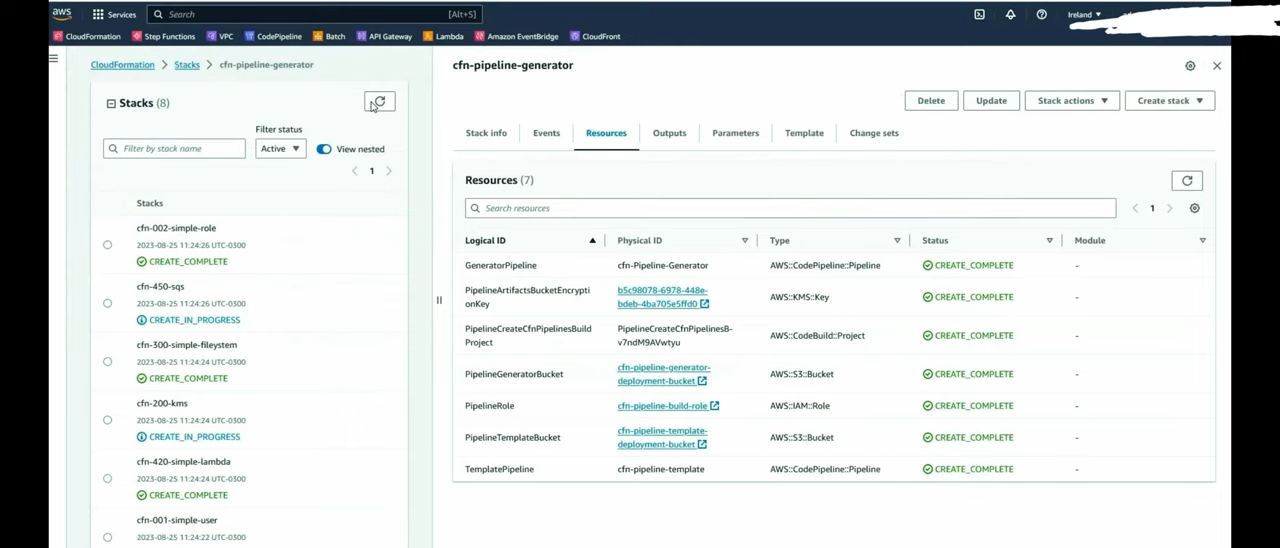 aws
Services
Search
[Alt+S]
Ireland
CloudFormation
Step Functions
VPC
CodePipeline
Batch
API Gateway
Lambda
Amazon EventBridge
CloudFront
CloudFormation
Stacks
cfn-pipeline-generator
Stacks (8)
Filter status
Filter by stack name
Active
View nested
1
Stacks
cfn-002-simple-role
2023-08-25 11:24:26 UTC-0300
CREATE_COMPLETE
cfn-450-sqs
2023-08-25 11:24:26 UTC-0300
CREATE_IN_PROGRESS
cfn-300-simple-fileystem
2023-08-25 11:24:24 UTC-0300
CREATE_COMPLETE
cfn-200-kms
2023-08-25 11:24:24 UTC-0300
CREATE_IN_PROGRESS
cfn-420-simple-lambda
2023-08-25 11:24:24 UTC-0300
CREATE_COMPLETE
cfn-001-simple-user
2023-08-25 11:24:22 UTC-0300
cfn-pipeline-generator
Delete
Update
Stack actions
Create stack
Stack info
Events
Resources
Outputs
Parameters
Template
Change sets
Resources (7)
Search resources
1
Logical ID
Physical ID
Type
Status
Module
GeneratorPipeline
cfn-Pipeline-Generator
AWS::CodePipeline::Pipeline
CREATE_COMPLETE
-
PipelineArtifactsBucketEncrypti
onKey
b5c98078-6978-448e-
bdeb-4ba705e5ffd0
AWS::KMS::Key
CREATE_COMPLETE
-
PipelineCreateCfnPipelinesBuild
Project
PipelineCreateCfnPipelinesB-
v7ndM9AVwtyu
AWS::CodeBuild::Project
CREATE_COMPLETE
-
PipelineGeneratorBucket
cfn-pipeline-generator-
deployment-bucket
AWS::S3::Bucket
CREATE_COMPLETE
-
PipelineRole
cfn-pipeline-build-role
AWS::IAM::Role
CREATE_COMPLETE
-
PipelineTemplateBucket
cfn-pipeline-template-
deployment-bucket
AWS::S3::Bucket
CREATE_COMPLETE
-
TemplatePipeline
cfn-pipeline-template
AWS::CodePipeline::Pipeline
CREATE_COMPLETE
-